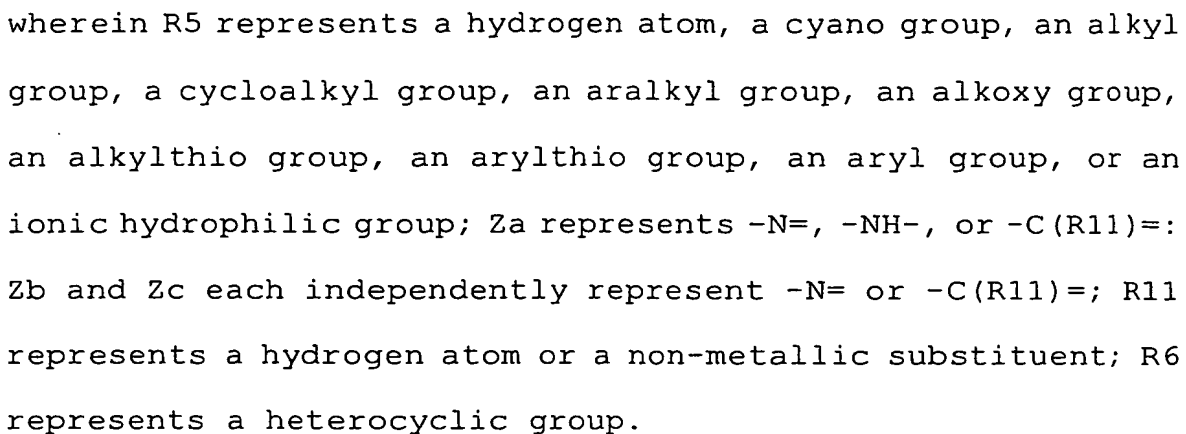 wherein R5 represents a hydrogen atom, a cyano group, an alkyl
group, a cycloalkyl group, an aralkyl group, an alkoxy group,
an alkylthio group, an arylthio group, an aryl group, or an
ionic hydrophilic group; Za represents -N=, -NH-, or -C(R11)=:
Zb and Zc each independently represent -N= or -C(R11)=; R11
represents a hydrogen atom or a non-metallic substituent; R6
represents a heterocyclic group.